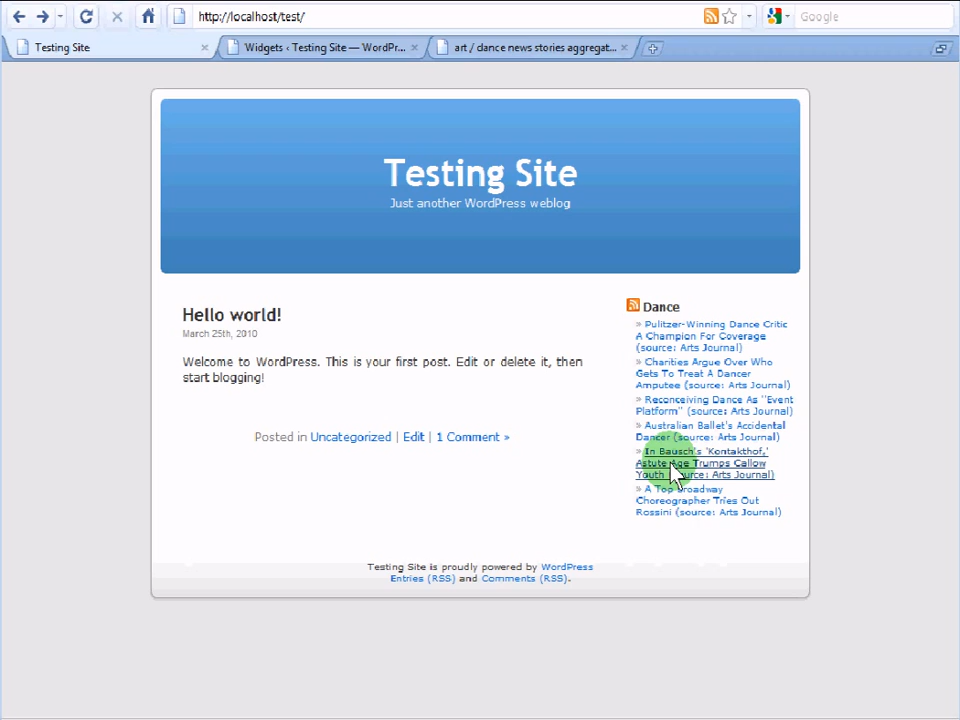 http://localhost/test/
Google
Testing Site
Widgets ‹ Testing Site — WordPr...
art / dance news stories aggregat...
Testing Site
Just another WordPress weblog
Hello world!
March 25th, 2010
Welcome to WordPress. This is your first post. Edit or delete it, then
start blogging!
Posted in Uncategorized | Edit | 1 Comment »
Dance
» Pulitzer-Winning Dance Critic
A Champion For Coverage
(source: Arts Journal)
» Charities Argue Over Who
Gets To Treat A Dancer
Amputee (source: Arts Journal)
» Reconceiving Dance As "Event
Platform" (source: Arts Journal)
» Australian Ballet's Accidental
Dancer (source: Arts Journal)
» In Bausch's 'Kontakthof,'
Astute Age Trumps Callow
Youth (source: Arts Journal)
» A Top Broadway
Choreographer Tries Out
Rossini (source: Arts Journal)
Testing Site is proudly powered by WordPress
Entries (RSS) and Comments (RSS).